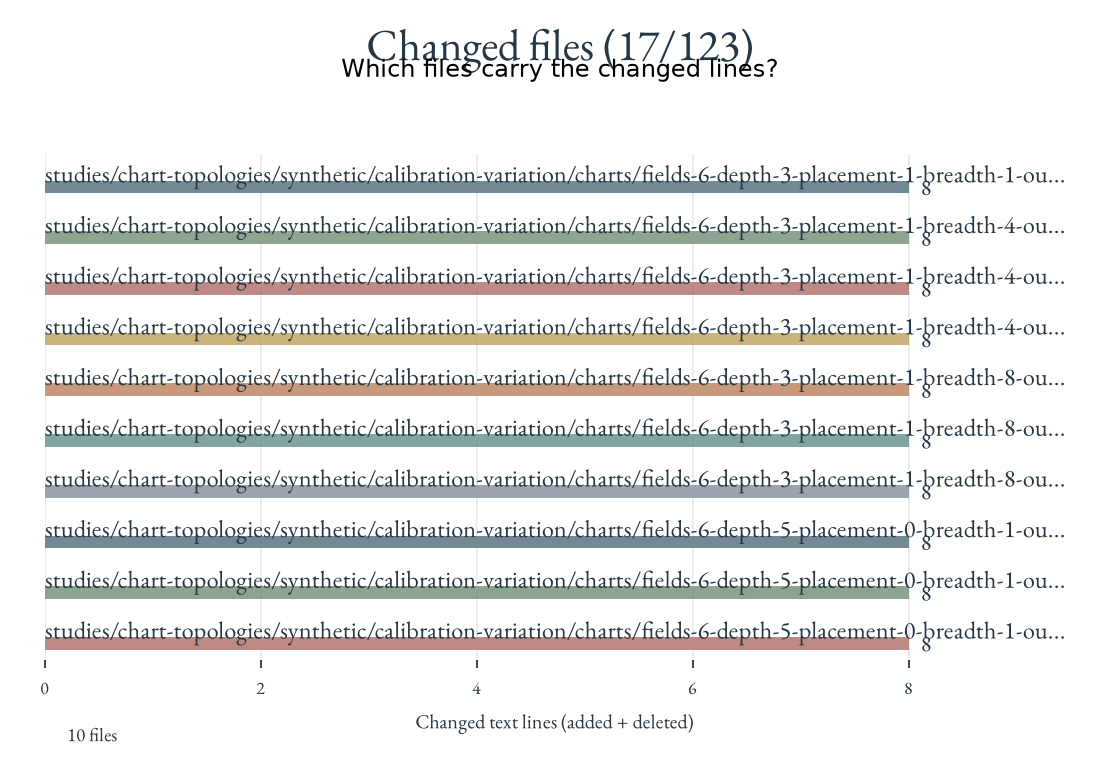 Changed files (17/123)
Which files carry the changed lines?
studies/chart-topologies/synthetic/calibration-variation/charts/fields-6-depth-3-placement-1-breadth-1-ou...
8
studies/chart-topologies/synthetic/calibration-variation/charts/fields-6-depth-3-placement-1-breadth-4-ou...
8
studies/chart-topologies/synthetic/calibration-variation/charts/fields-6-depth-3-placement-1-breadth-4-ou...
8
studies/chart-topologies/synthetic/calibration-variation/charts/fields-6-depth-3-placement-1-breadth-4-ou...
8
studies/chart-topologies/synthetic/calibration-variation/charts/fields-6-depth-3-placement-1-breadth-8-ou...
8
studies/chart-topologies/synthetic/calibration-variation/charts/fields-6-depth-3-placement-1-breadth-8-ou...
8
studies/chart-topologies/synthetic/calibration-variation/charts/fields-6-depth-3-placement-1-breadth-8-ou...
8
studies/chart-topologies/synthetic/calibration-variation/charts/fields-6-depth-5-placement-0-breadth-1-ou...
8
studies/chart-topologies/synthetic/calibration-variation/charts/fields-6-depth-5-placement-0-breadth-1-ou...
8
studies/chart-topologies/synthetic/calibration-variation/charts/fields-6-depth-5-placement-0-breadth-1-ou...
8
0 2 4 6 8
Changed text lines (added + deleted)
10 files